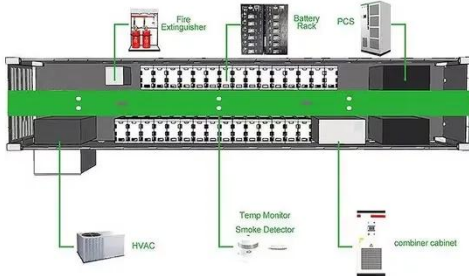 Fire
Extinguisher
Battery
Rack
PCS
HVAC
Temp Monitor
Smoke Detector
combiner cabinet